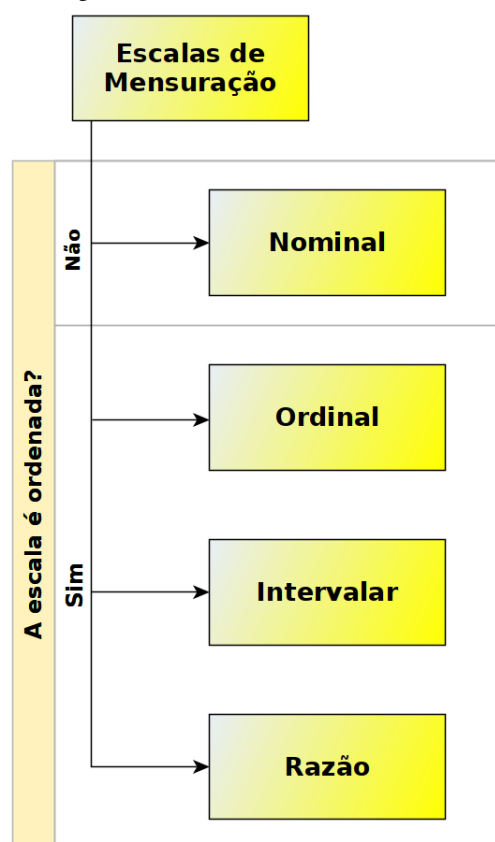 Escalas de
Mensuração
A escala é ordenada?
Não
Nominal
Sim
Ordinal
Intervalar
Razão